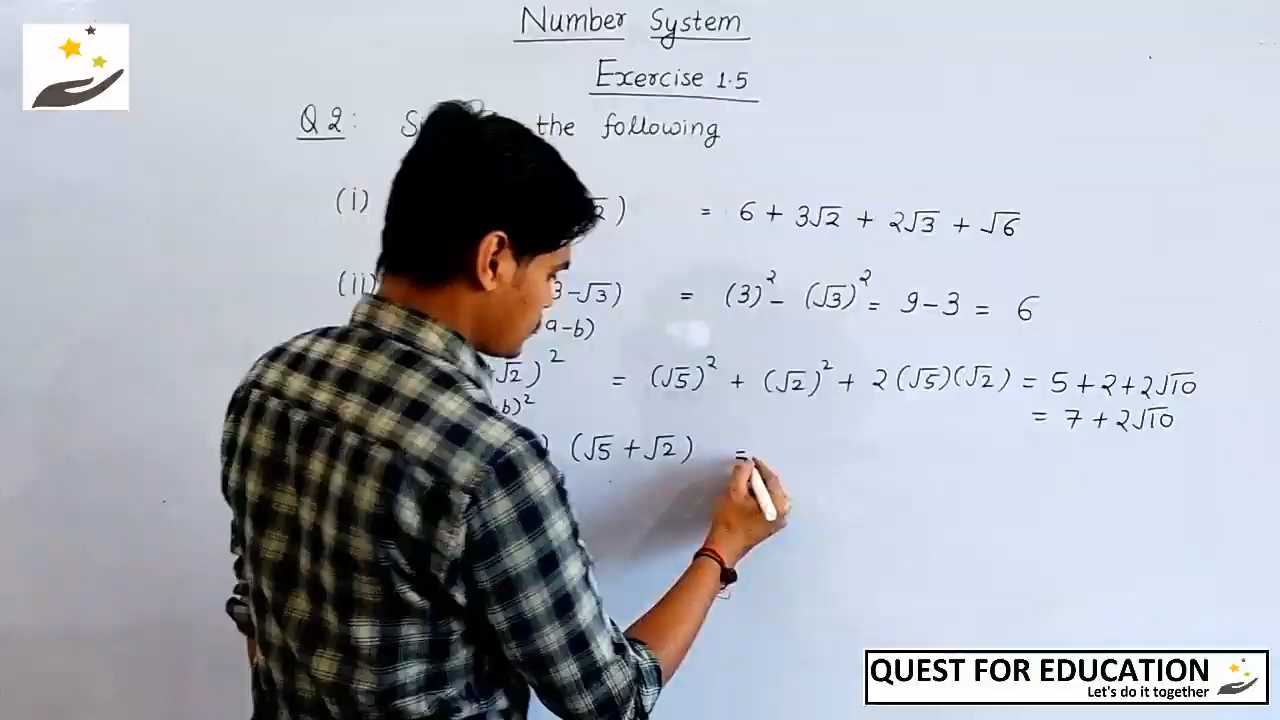 Number System
Exercise 1.5
Q 2: the following
(i) √2) = 6 + 3√2 + 2√3 + √6
(ii) 3-√3) = (3)² - (√3)² = 9 - 3 = 6
a-b)
√2)² = (√5)² + (√2)² + 2(√5)(√2) = 5 + 2 + 2√10
b)² = 7 + 2√10
) (√5 + √2) =
QUEST FOR EDUCATION
Let's do it together